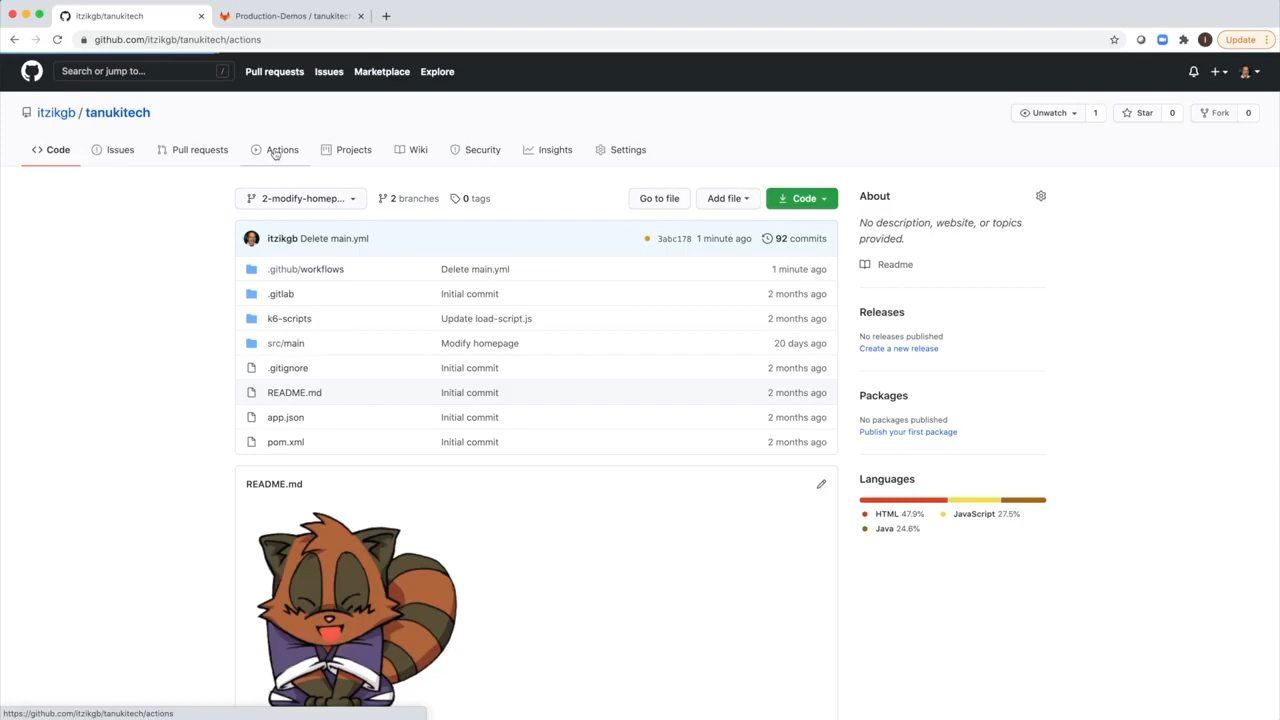 itzikgb/tanukitech
Production-Demos / tanukitech
github.com/itzikgb/tanukitech/actions
Update
Search or jump to...
/
Pull requests
Issues
Marketplace
Explore
itzikgb / tanukitech
Unwatch 1
Star 0
Fork 0
Code
Issues
Pull requests
Actions
Projects
Wiki
Security
Insights
Settings
2-modify-homep...
2 branches
0 tags
Go to file
Add file
Code
itzikgb Delete main.yml 3abc178 1 minute ago 92 commits
.github/workflows Delete main.yml 1 minute ago
.gitlab Initial commit 2 months ago
k6-scripts Update load-script.js 2 months ago
src/main Modify homepage 20 days ago
.gitignore Initial commit 2 months ago
README.md Initial commit 2 months ago
app.json Initial commit 2 months ago
pom.xml Initial commit 2 months ago
README.md
About
No description, website, or topics
provided.
Readme
Releases
No releases published
Create a new release
Packages
No packages published
Publish your first package
Languages
HTML 47.9% JavaScript 27.5%
Java 24.6%
https://github.com/itzikgb/tanukitech/actions